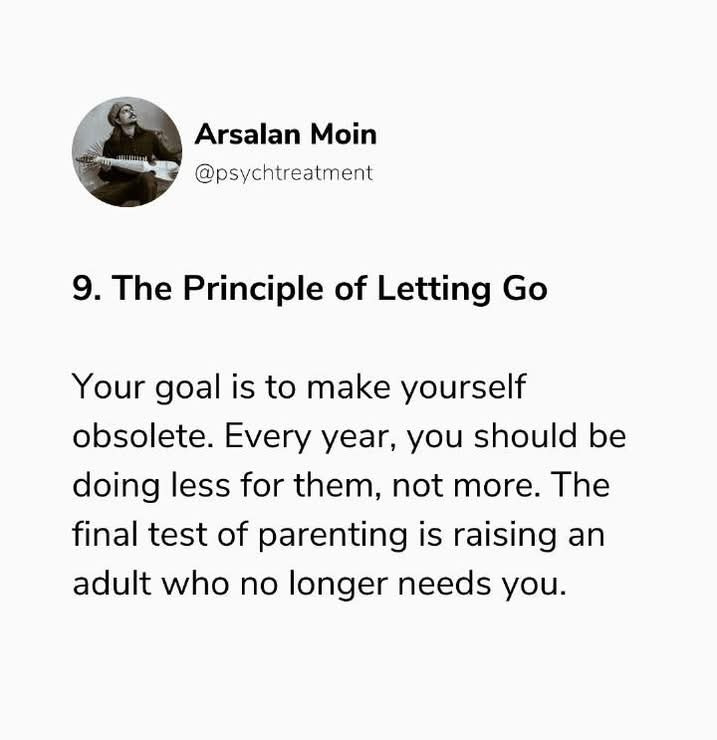 Arsalan Moin
@psychtreatment
9. The Principle of Letting Go
Your goal is to make yourself
obsolete. Every year, you should be
doing less for them, not more. The
final test of parenting is raising an
adult who no longer needs you.